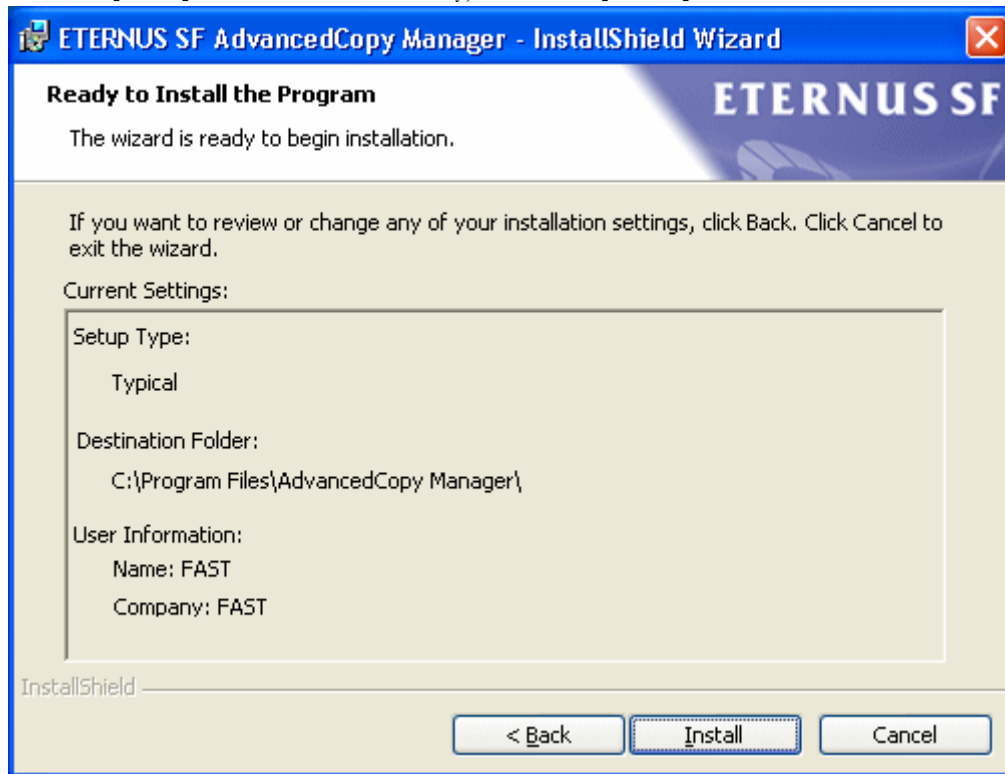 ETERNUS SF AdvancedCopy Manager - InstallShield Wizard
Ready to Install the Program
ETERNUS SF
The wizard is ready to begin installation.
If you want to review or change any of your installation settings, click Back. Click Cancel to
exit the wizard.
Current Settings:
Setup Type:
Typical
Destination Folder:
C:\Program Files\AdvancedCopy Manager\
User Information:
Name: FAST
Company: FAST
InstallShield
< Back
Install
Cancel